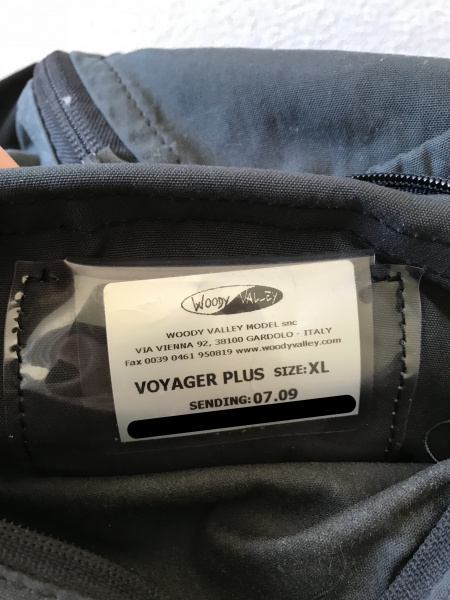 WOODY VALLEY
WOODY VALLEY MODEL snc
VIA VIENNA 92, 38100 GARDOLO - ITALY
Fax 0039 0461 950819 www.woodyvalley.com
VOYAGER PLUS SIZE:XL
SENDING:07.09